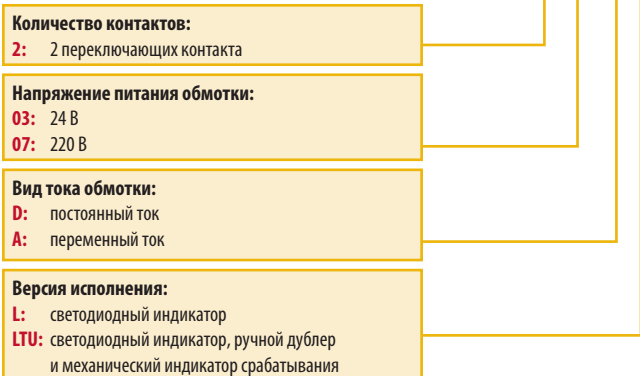 Количество контактов:
2: 2 переключающих контакта
Напряжение питания обмотки:
03: 24 В
07: 220 В
Вид тока обмотки:
D: постоянный ток
A: переменный ток
Версия исполнения:
L: светодиодный индикатор
LTU: светодиодный индикатор, ручной дублер
и механический индикатор срабатывания